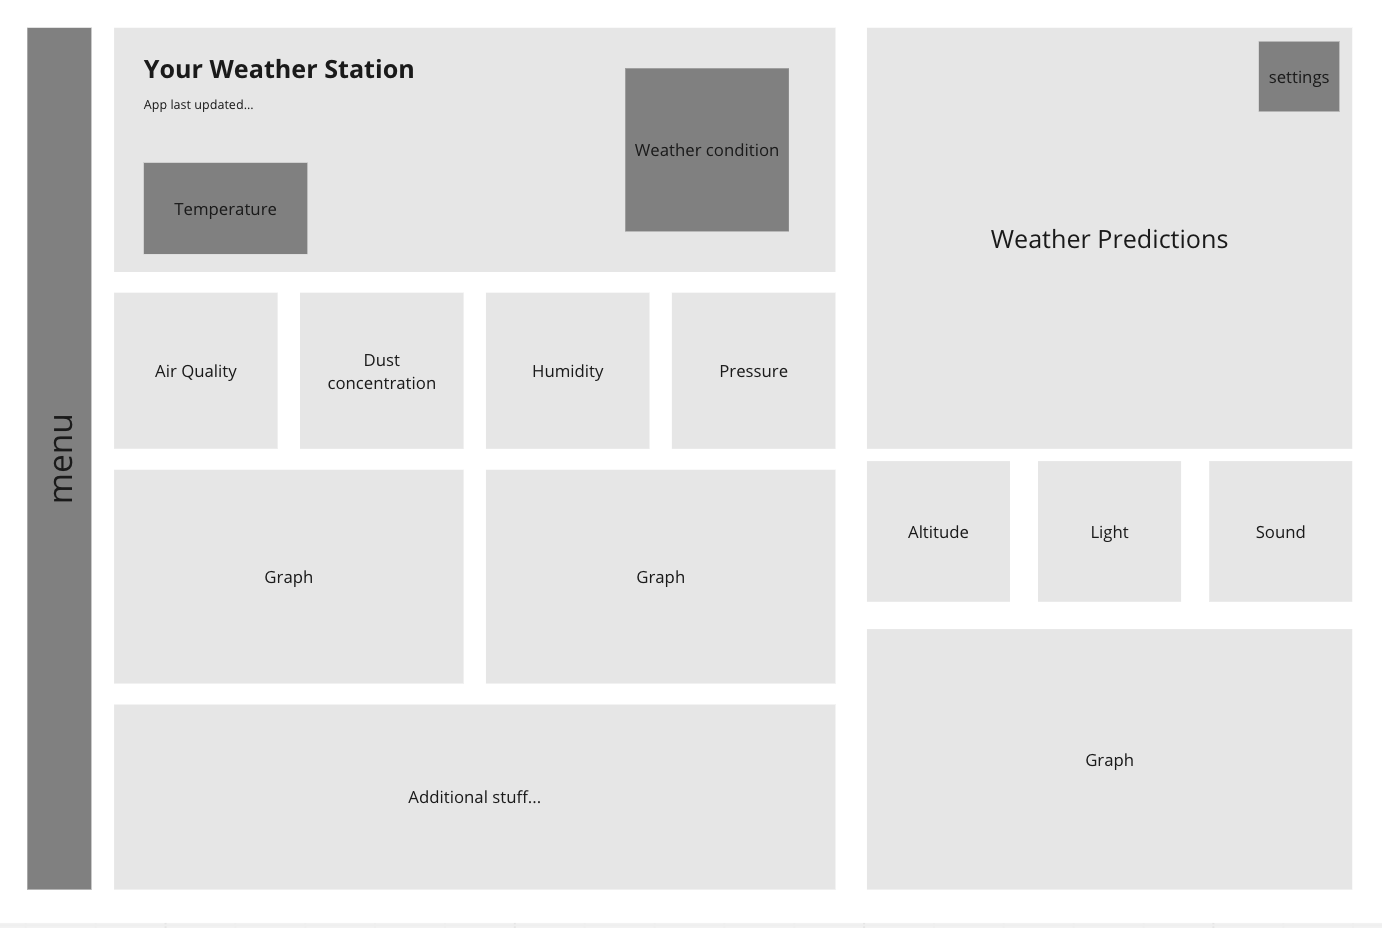 menu
Your Weather Station
App last updated...
Temperature
Weather condition
settings
Weather Predictions
Air Quality
Dust
concentration
Humidity
Pressure
Altitude
Light
Sound
Graph
Graph
Graph
Additional stuff...